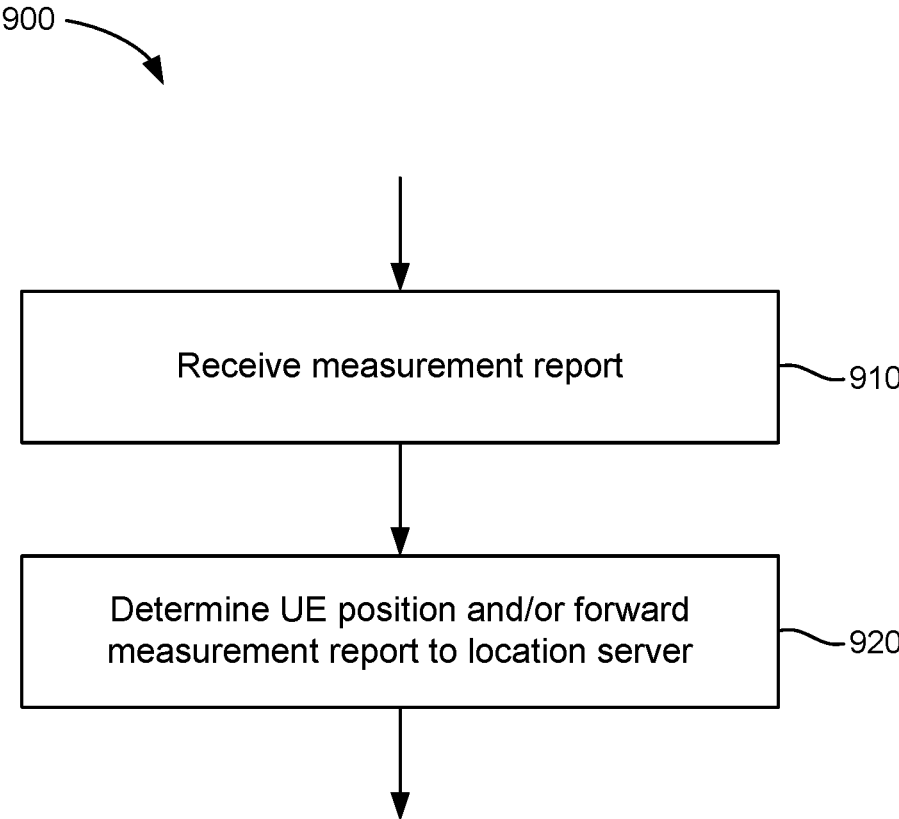 900
Receive measurement report
910
Determine UE position and/or forward
measurement report to location server
920